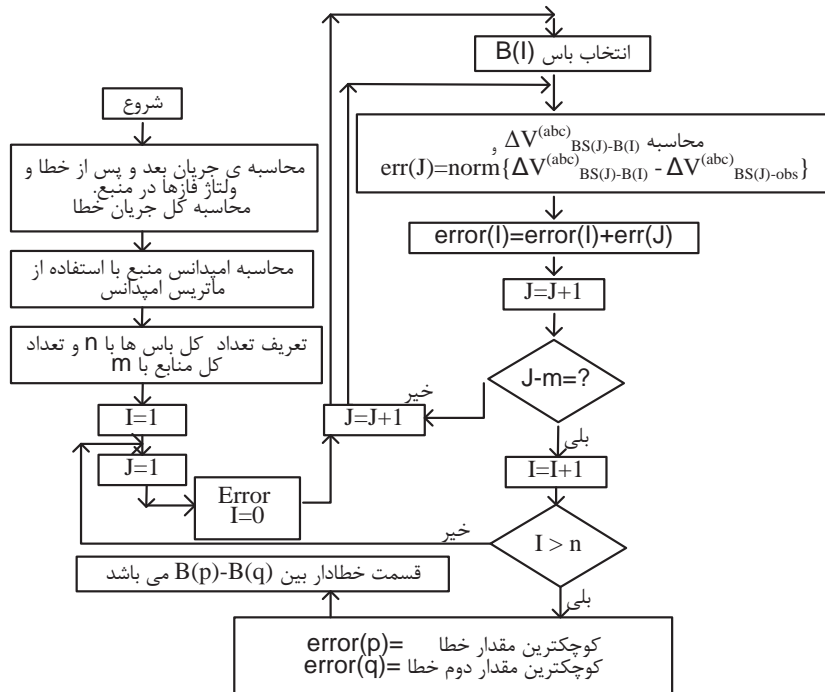 شروع
محاسبه ی جریان بعد و پس از خطا و
ولتاژ فازها در منبع.
محاسبه کل جریان خطا
محاسبه امپدانس منبع با استفاده از
ماتریس امپدانس
تعریف تعداد کل باس ها با n و تعداد
کل منابع با m
I=1
J=1
Error
I=0
J=J+1
انتخاب باس B(I)
محاسبه ΔV^(abc)_BS(J)-B(I) و
err(J)=norm{ΔV^(abc)_BS(J)-B(I) - ΔV^(abc)_BS(J)-obs}
error(I)=error(I)+err(J)
J=J+1
J-m=?
خیر
بلی
I=I+1
I > n
خیر
بلی
کوچکترین مقدار خطا =error(p)
کوچکترین مقدار دوم خطا =error(q)
قسمت خطادار بین B(p)-B(q) می باشد